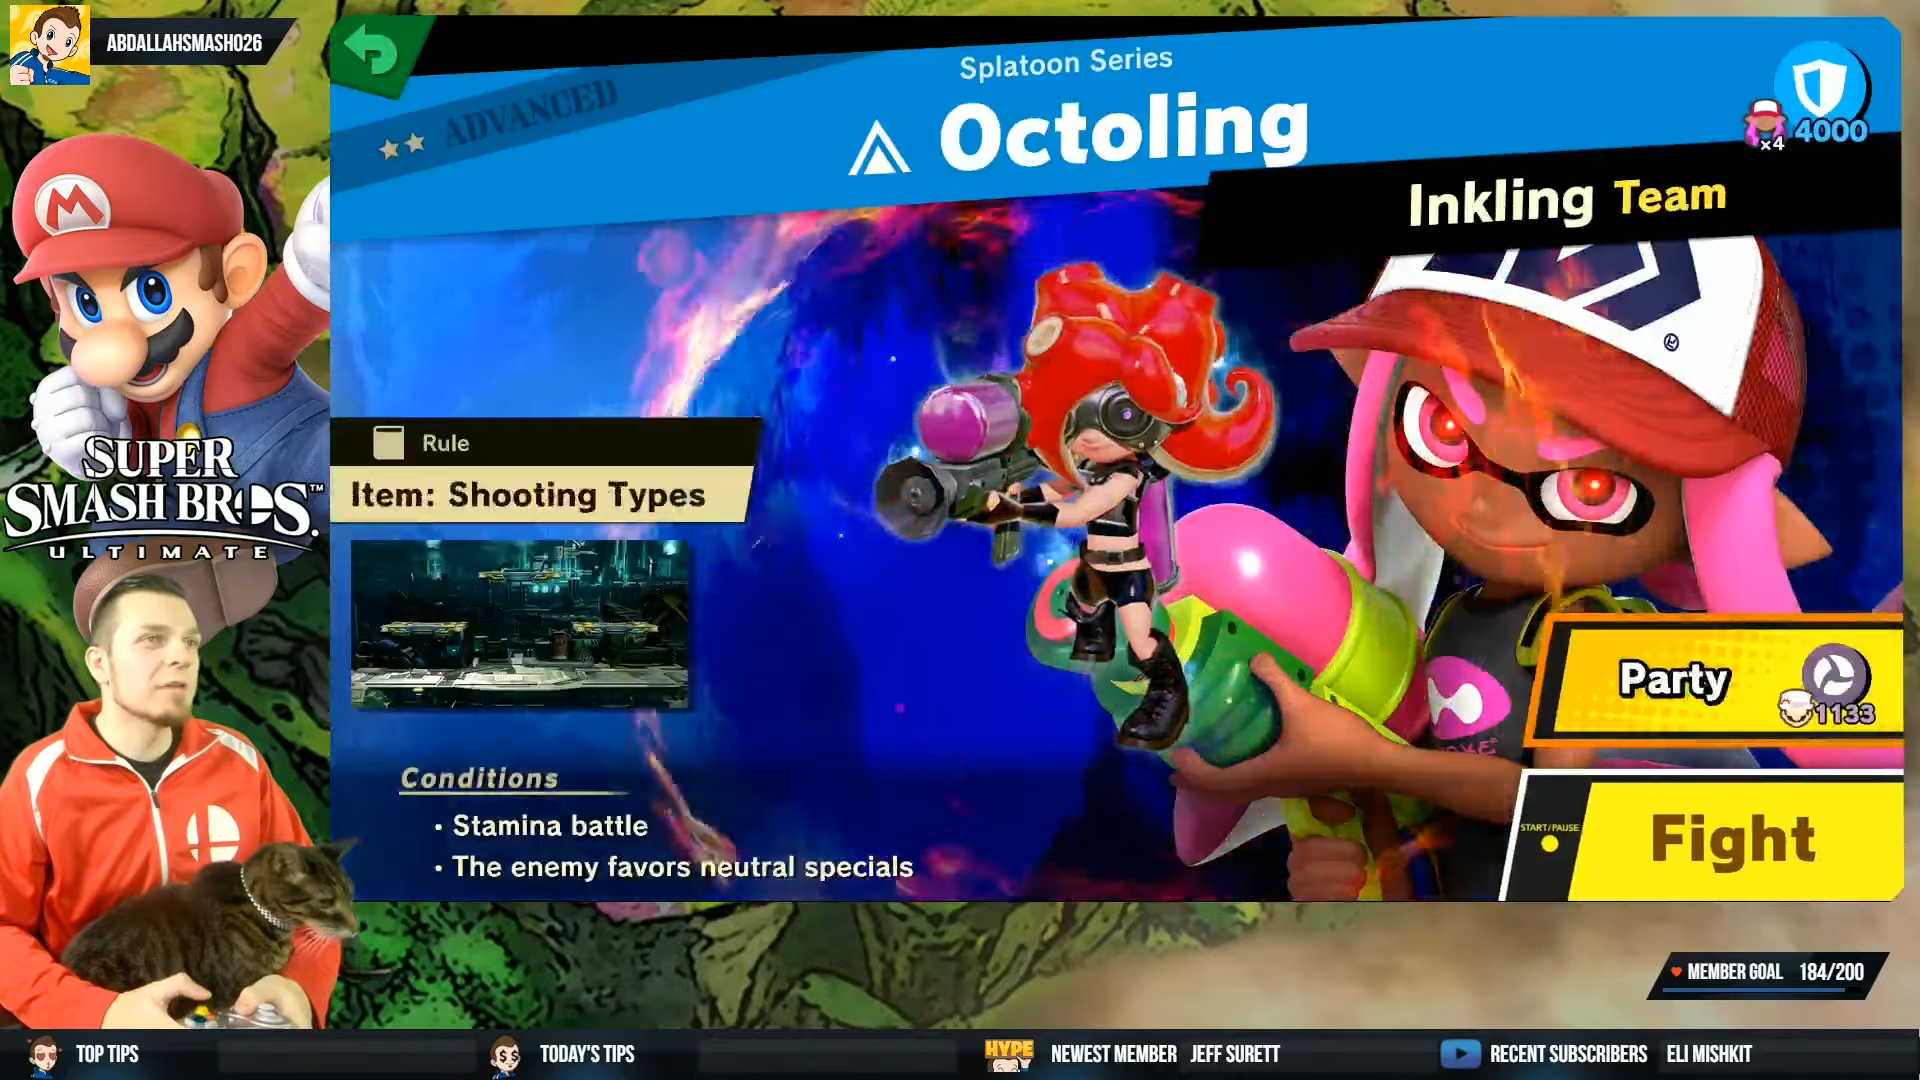 ABDALLAHSMASH026
Splatoon Series
ADVANCED
Octoling
4000
x4
Inkling Team
M
SUPER
SMASH BROS.™
ULTIMATE
Rule
Item: Shooting Types
Party
1133
Conditions
• Stamina battle
• The enemy favors neutral specials
START/PAUSE
Fight
MEMBER GOAL 184/200
TOP TIPS
TODAY'S TIPS
HYPE
NEWEST MEMBER JEFF SURETT
RECENT SUBSCRIBERS ELI MISHKIT